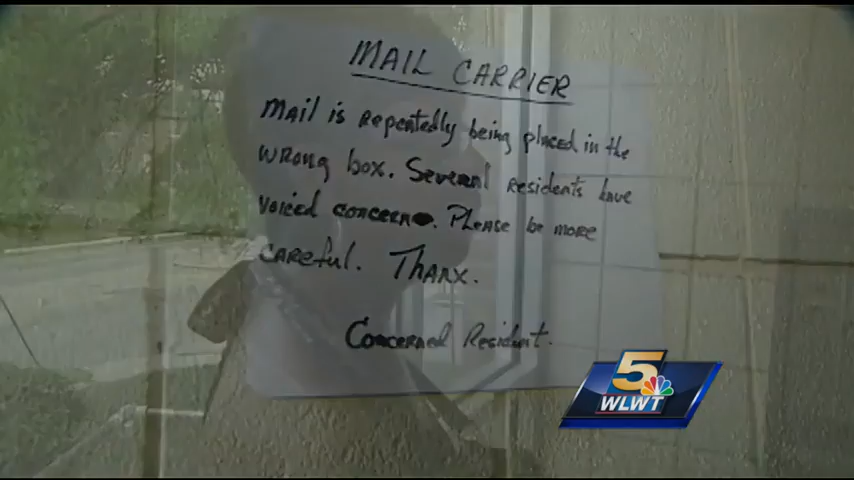 MAIL CARRIER
Mail is repeatedly being placed in the
wrong box. Several residents have
voiced concern. Please be more
careful. Thanx.
Concerned Resident.
5
WLWT